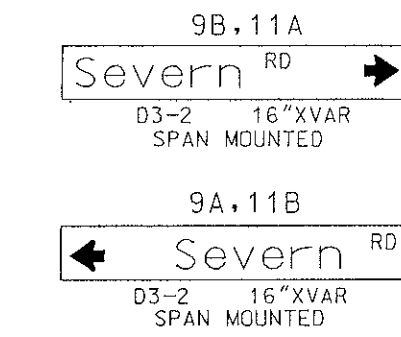 9B, 11A
Severn RD
D3-2 16"XVAR
SPAN MOUNTED
9A, 11B
Severn RD
D3-2 16"XVAR
SPAN MOUNTED